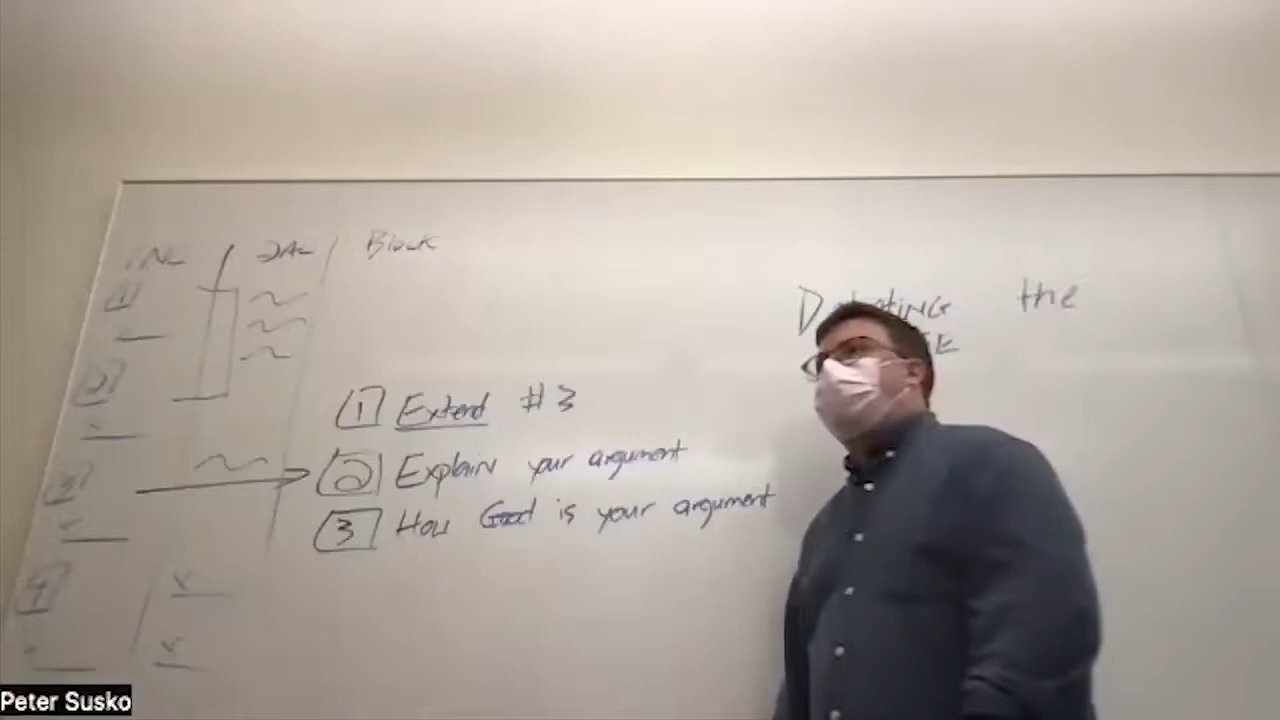 1NC / 2AC / Block
1
2
3
4
1 Extend #3
2 Explain your argument
3 How Good is your argument
the
Peter Susko